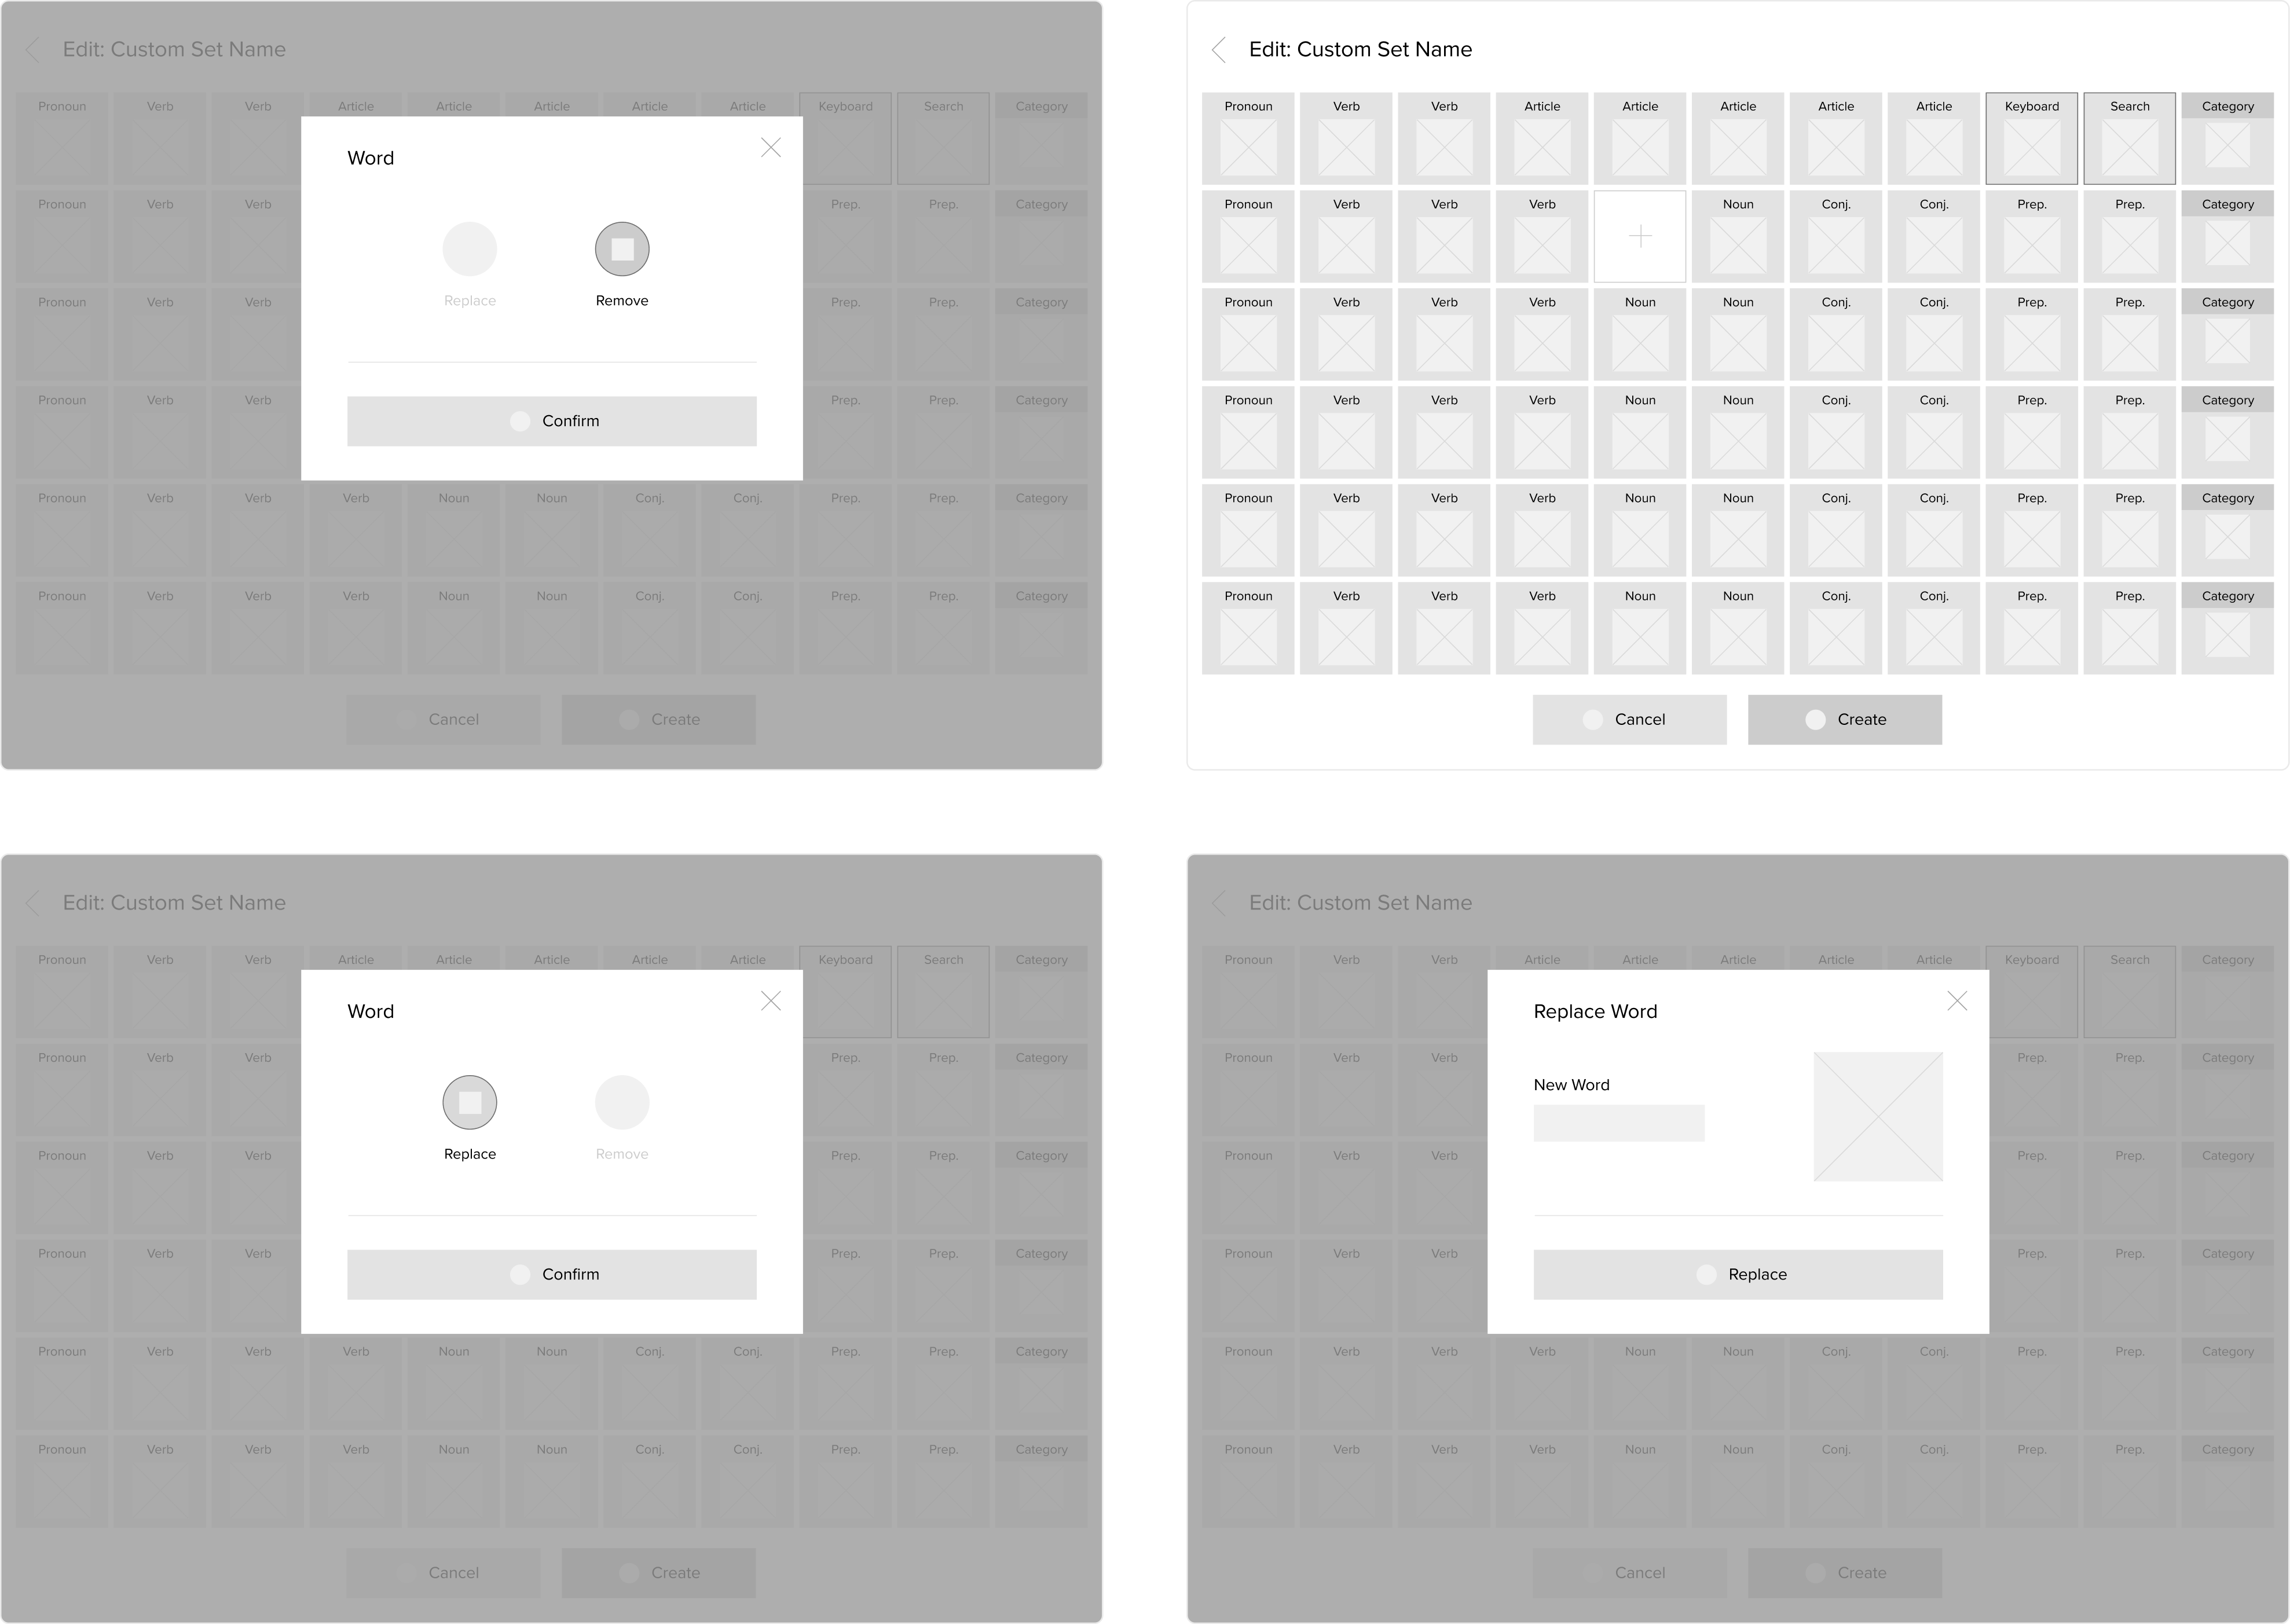 Edit: Custom Set Name
Pronoun Verb Verb Article Article Article Article Article Keyboard Search Category
Word
Pronoun Verb Verb Prep. Prep. Category
Replace Remove
Pronoun Verb Verb Prep. Prep. Category
Pronoun Verb Verb Prep. Prep. Category
Confirm
Pronoun Verb Verb Verb Noun Noun Conj. Conj. Prep. Prep. Category
Pronoun Verb Verb Verb Noun Noun Conj. Conj. Prep. Prep. Category
Cancel Create
Edit: Custom Set Name
Pronoun Verb Verb Article Article Article Article Article Keyboard Search Category
Pronoun Verb Verb Verb Noun Conj. Conj. Prep. Prep. Category
Pronoun Verb Verb Verb Noun Noun Conj. Conj. Prep. Prep. Category
Pronoun Verb Verb Verb Noun Noun Conj. Conj. Prep. Prep. Category
Pronoun Verb Verb Verb Noun Noun Conj. Conj. Prep. Prep. Category
Pronoun Verb Verb Verb Noun Noun Conj. Conj. Prep. Prep. Category
Cancel Create
Edit: Custom Set Name
Pronoun Verb Verb Article Article Article Article Article Keyboard Search Category
Word
Pronoun Verb Verb Prep. Prep. Category
Replace Remove
Pronoun Verb Verb Prep. Prep. Category
Pronoun Verb Verb Prep. Prep. Category
Confirm
Pronoun Verb Verb Verb Noun Noun Conj. Conj. Prep. Prep. Category
Pronoun Verb Verb Verb Noun Noun Conj. Conj. Prep. Prep. Category
Cancel Create
Edit: Custom Set Name
Pronoun Verb Verb Article Article Article Article Article Keyboard Search Category
Replace Word
Pronoun Verb Verb Prep. Prep. Category
New Word
Pronoun Verb Verb Prep. Prep. Category
Pronoun Verb Verb Prep. Prep. Category
Replace
Pronoun Verb Verb Verb Noun Noun Conj. Conj. Prep. Prep. Category
Pronoun Verb Verb Verb Noun Noun Conj. Conj. Prep. Prep. Category
Cancel Create